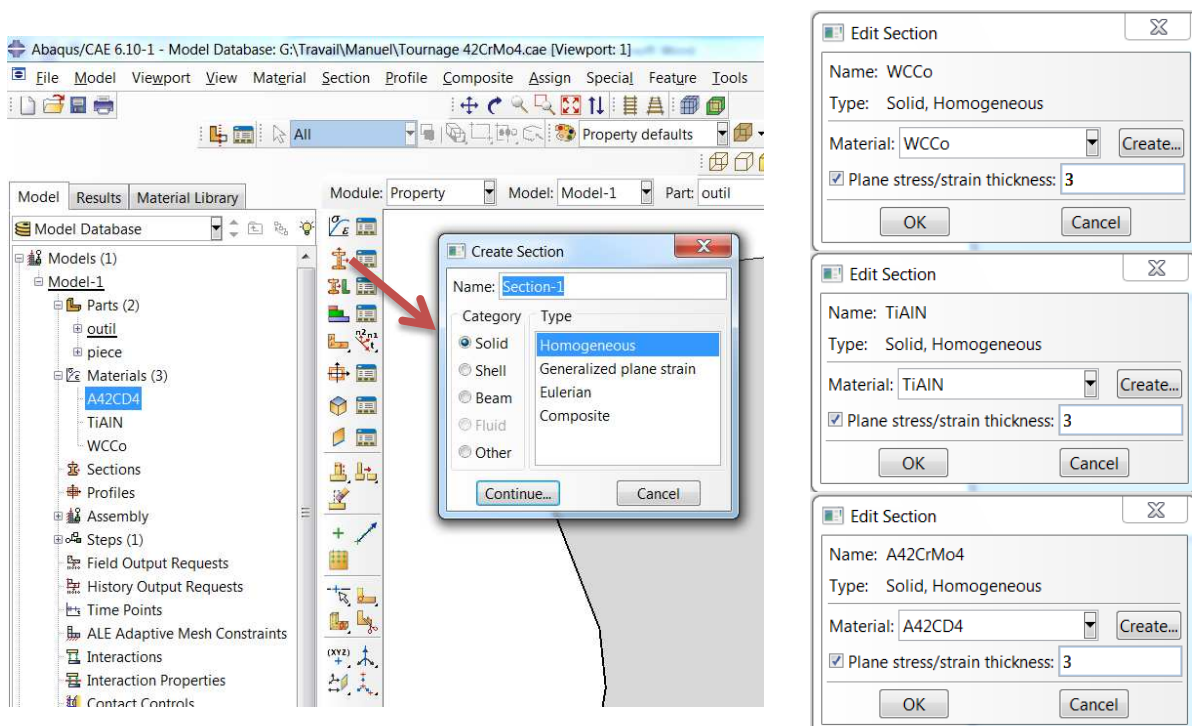 Abaqus/CAE 6.10-1 - Model Database: G:\Travail\Manuel\Tournage 42CrMo4.cae [Viewport: 1]
File Model Viewport View Material Section Profile Composite Assign Special Feature Tools
All Property defaults
Model Results Material Library
Module: Property Model: Model-1 Part: outil
Model Database
Models (1)
Model-1
Parts (2)
outil
piece
Materials (3)
A42CD4
TiAlN
WCCo
Sections
Profiles
Assembly
Steps (1)
Field Output Requests
History Output Requests
Time Points
ALE Adaptive Mesh Constraints
Interactions
Interaction Properties
Contact Controls
Create Section
Name: Section-1
Category Type
Solid
Shell
Beam
Fluid
Other
Homogeneous
Generalized plane strain
Eulerian
Composite
Continue... Cancel
Edit Section
Name: WCCo
Type: Solid, Homogeneous
Material: WCCo Create...
Plane stress/strain thickness: 3
OK Cancel
Edit Section
Name: TiAlN
Type: Solid, Homogeneous
Material: TiAlN Create...
Plane stress/strain thickness: 3
OK Cancel
Edit Section
Name: A42CrMo4
Type: Solid, Homogeneous
Material: A42CD4 Create...
Plane stress/strain thickness: 3
OK Cancel